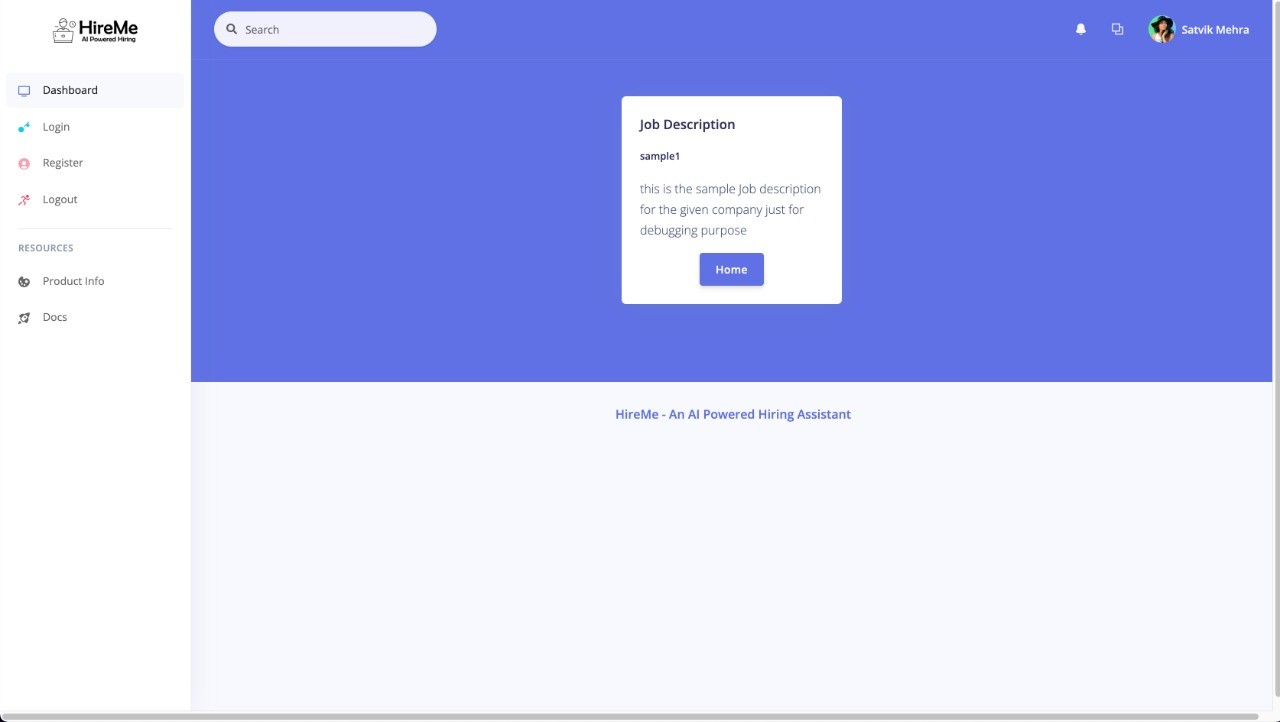 HireMe
AI Powered Hiring
Search
Satvik Mehra
Dashboard
Login
Register
Logout
RESOURCES
Product Info
Docs
Job Description
sample1
this is the sample Job description
for the given company just for
debugging purpose
Home
HireMe - An AI Powered Hiring Assistant